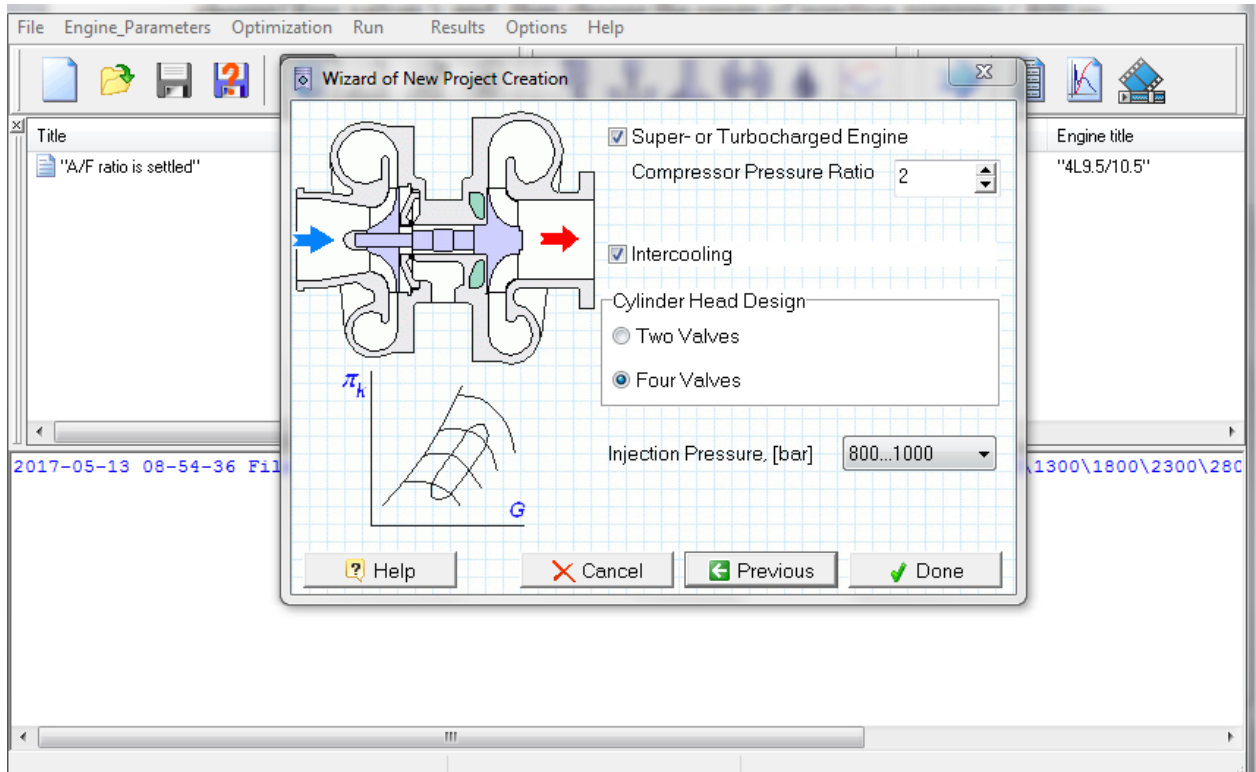 File Engine_Parameters Optimization Run Results Options Help
Wizard of New Project Creation
Title
Engine title
"A/F ratio is settled"
"4L9.5/10.5"
Super- or Turbocharged Engine
Compressor Pressure Ratio 2
Intercooling
Cylinder Head Design
Two Valves
Four Valves
πk
G
Injection Pressure, [bar] 800...1000
2017-05-13 08-54-36 Fil
\1300\1800\2300\280
Help Cancel Previous Done